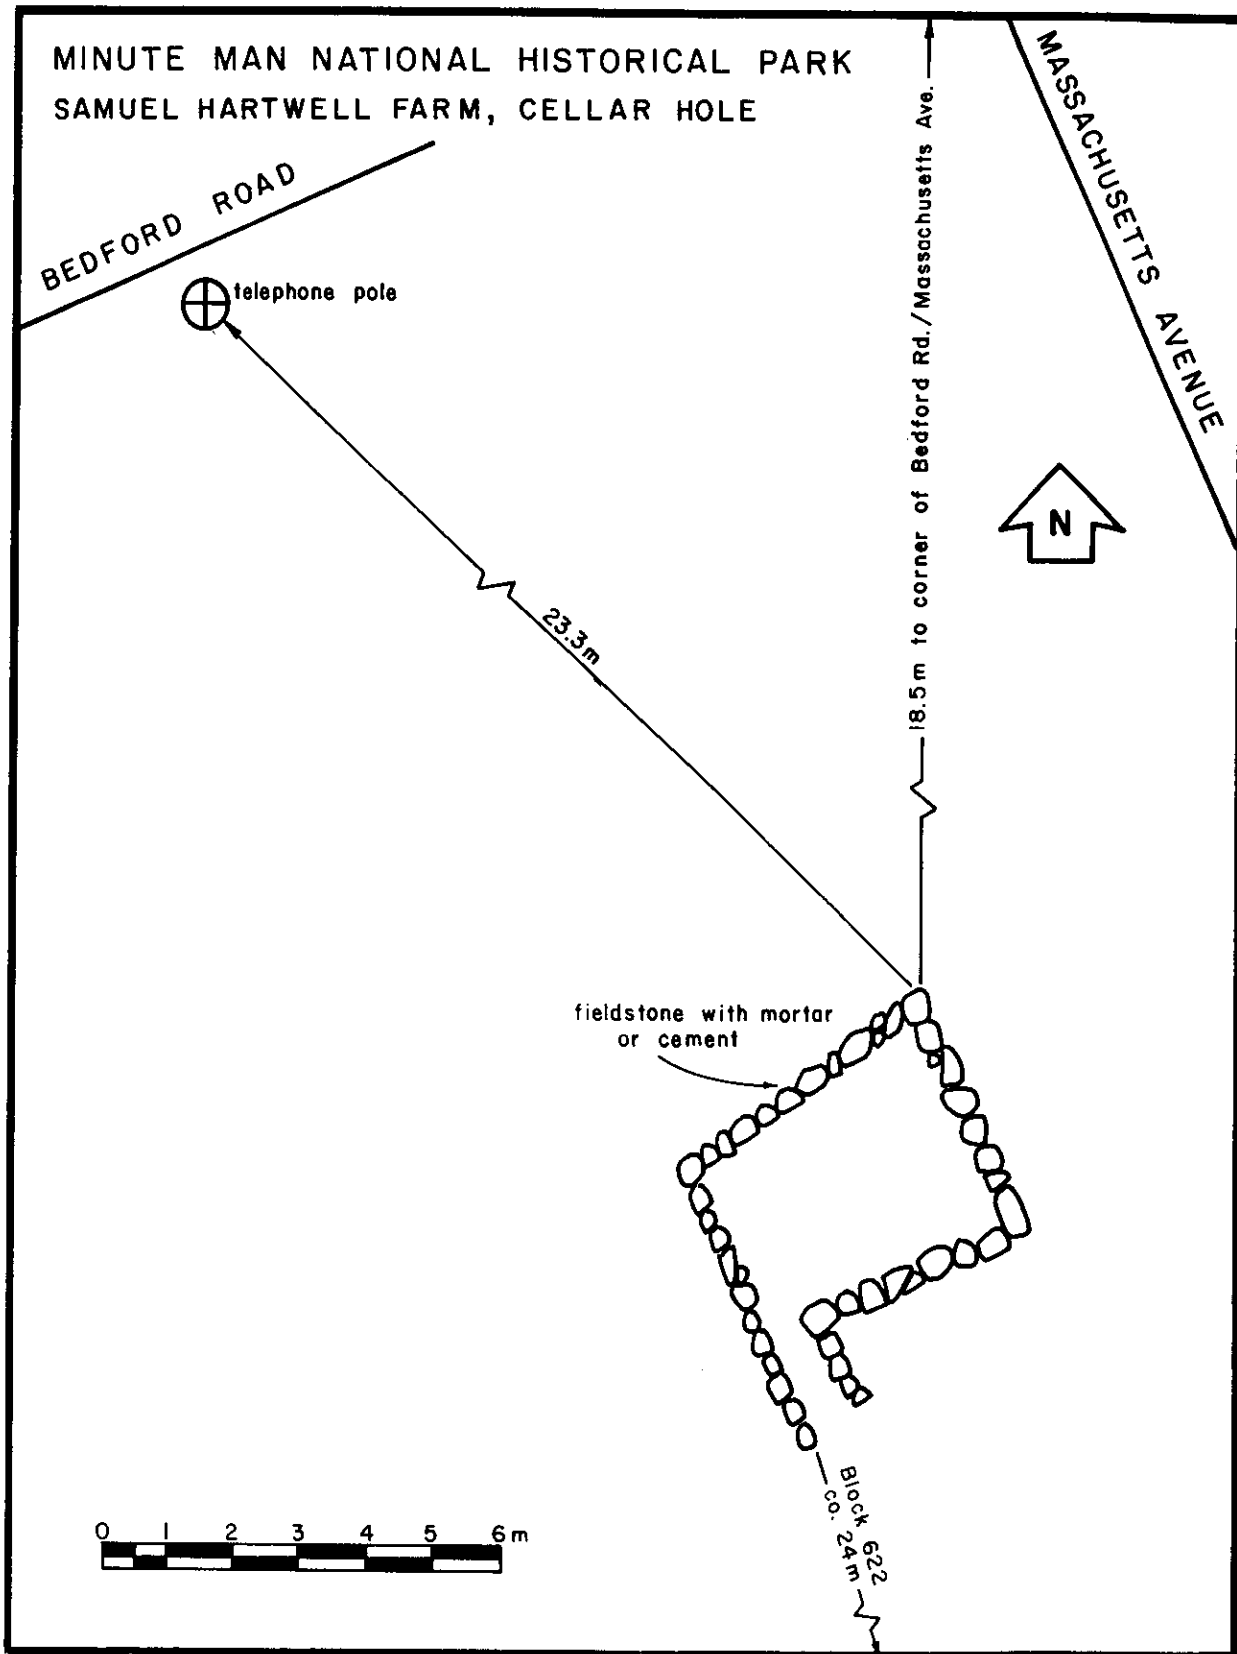 MINUTE MAN NATIONAL HISTORICAL PARK
SAMUEL HARTWELL FARM, CELLAR HOLE
BEDFORD ROAD
telephone pole
18.5m to corner of Bedford Rd./Massachusetts Ave.
MASSACHUSETTS AVENUE
N
23.3m
fieldstone with mortar
or cement
Block 622
co. 24m
0 1 2 3 4 5 6m